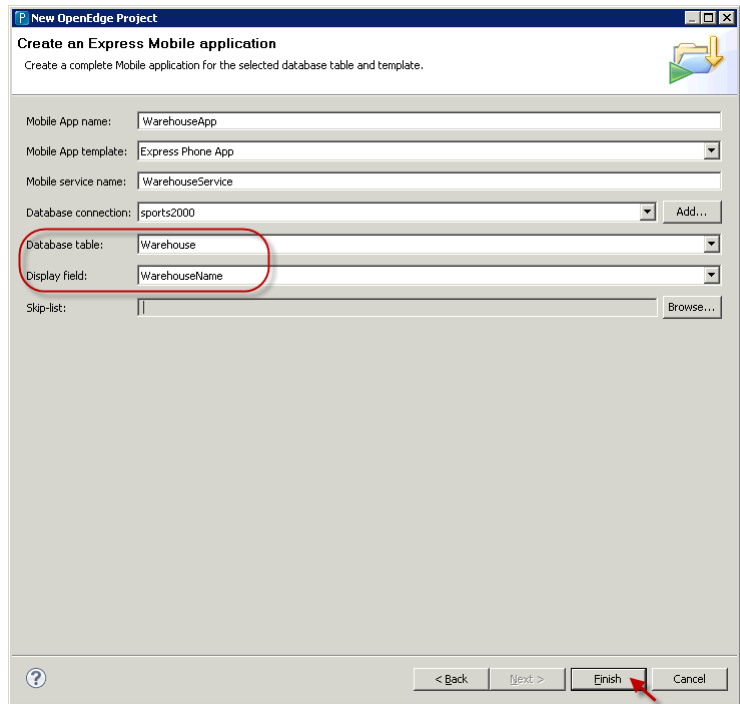 New OpenEdge Project
Create an Express Mobile application
Create a complete Mobile application for the selected database table and template.
Mobile App name: WarehouseApp
Mobile App template: Express Phone App
Mobile service name: WarehouseService
Database connection: sports2000 Add...
Database table: Warehouse
Display field: WarehouseName
Skip-list: Browse...
? < Back Next > Finish Cancel